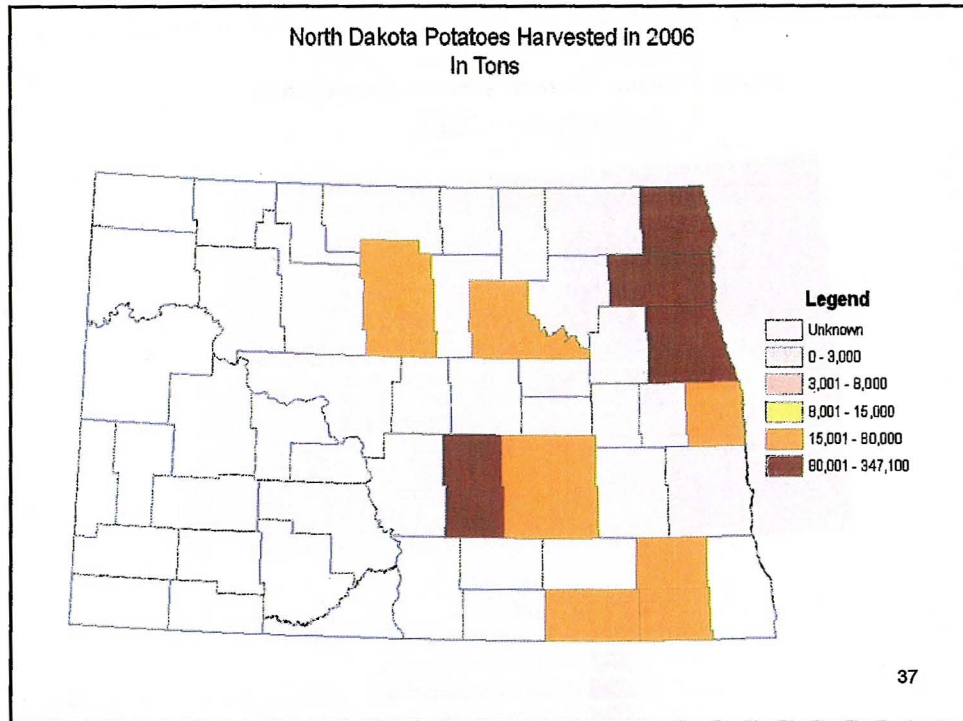 North Dakota Potatoes Harvested in 2006
In Tons
Legend
Unknown
0 - 3,000
3,001 - 8,000
8,001 - 15,000
15,001 - 80,000
80,001 - 347,100
37